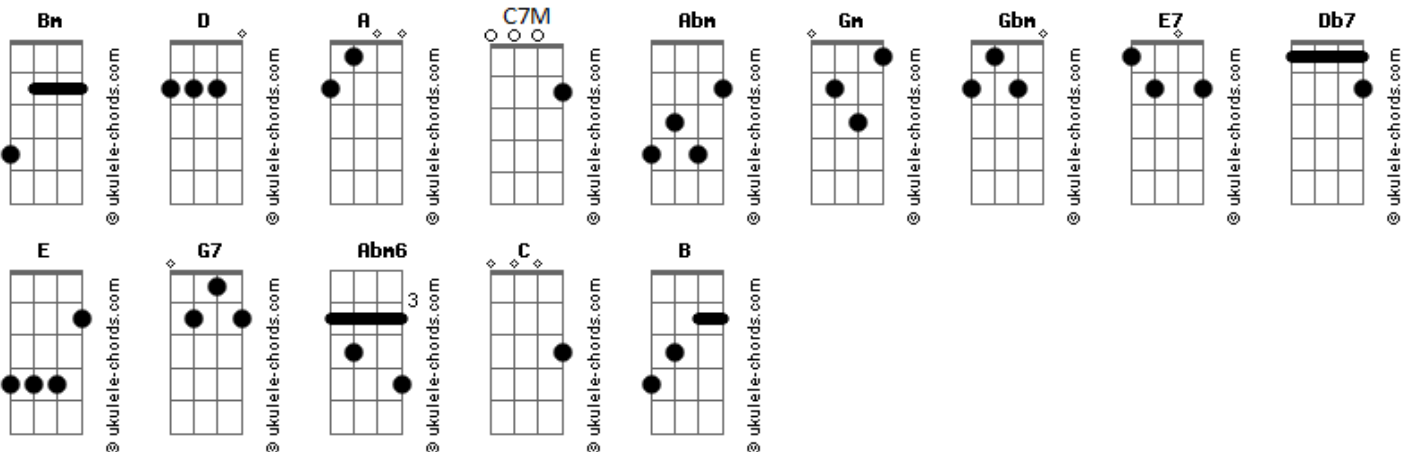 Bm D A C7M Abm Gm Gbm E7 Db7
© ukulele-chords.com © ukulele-chords.com © ukulele-chords.com © ukulele-chords.com © ukulele-chords.com © ukulele-chords.com © ukulele-chords.com © ukulele-chords.com © ukulele-chords.com
E G7 Abm6 C B
3
© ukulele-chords.com © ukulele-chords.com © ukulele-chords.com © ukulele-chords.com © ukulele-chords.com